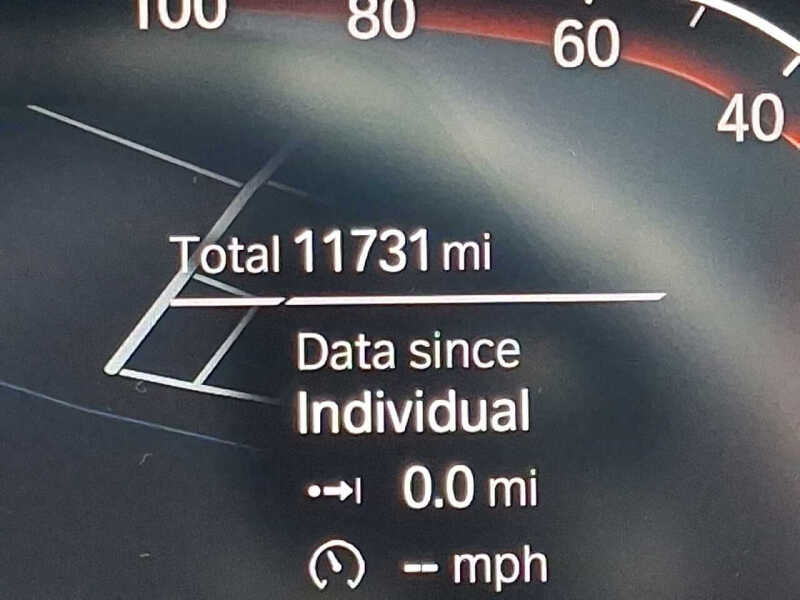 100 80 60 40
Total 11731 mi
Data since
Individual
0.0 mi
-- mph